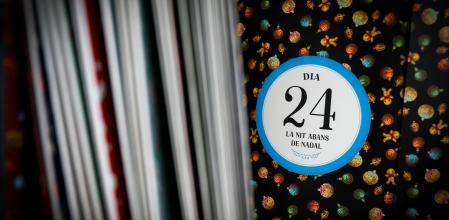 DIA
24
LA NIT ABANS
DE NADAL